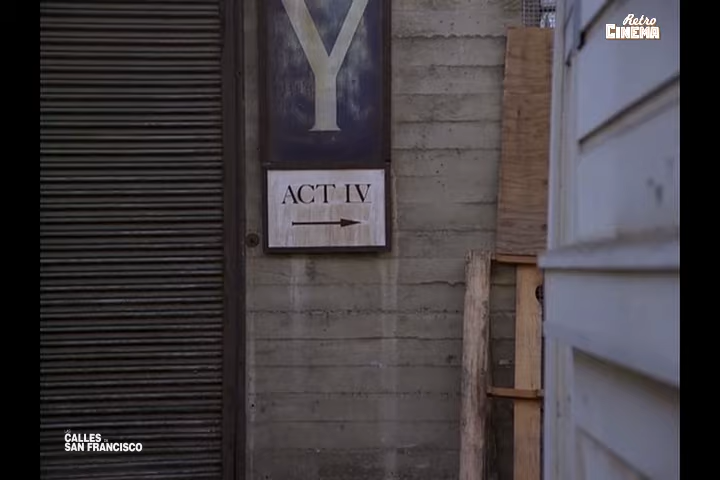 Y
Retro
CINEMA
ACT IV
CALLES
SAN FRANCISCO